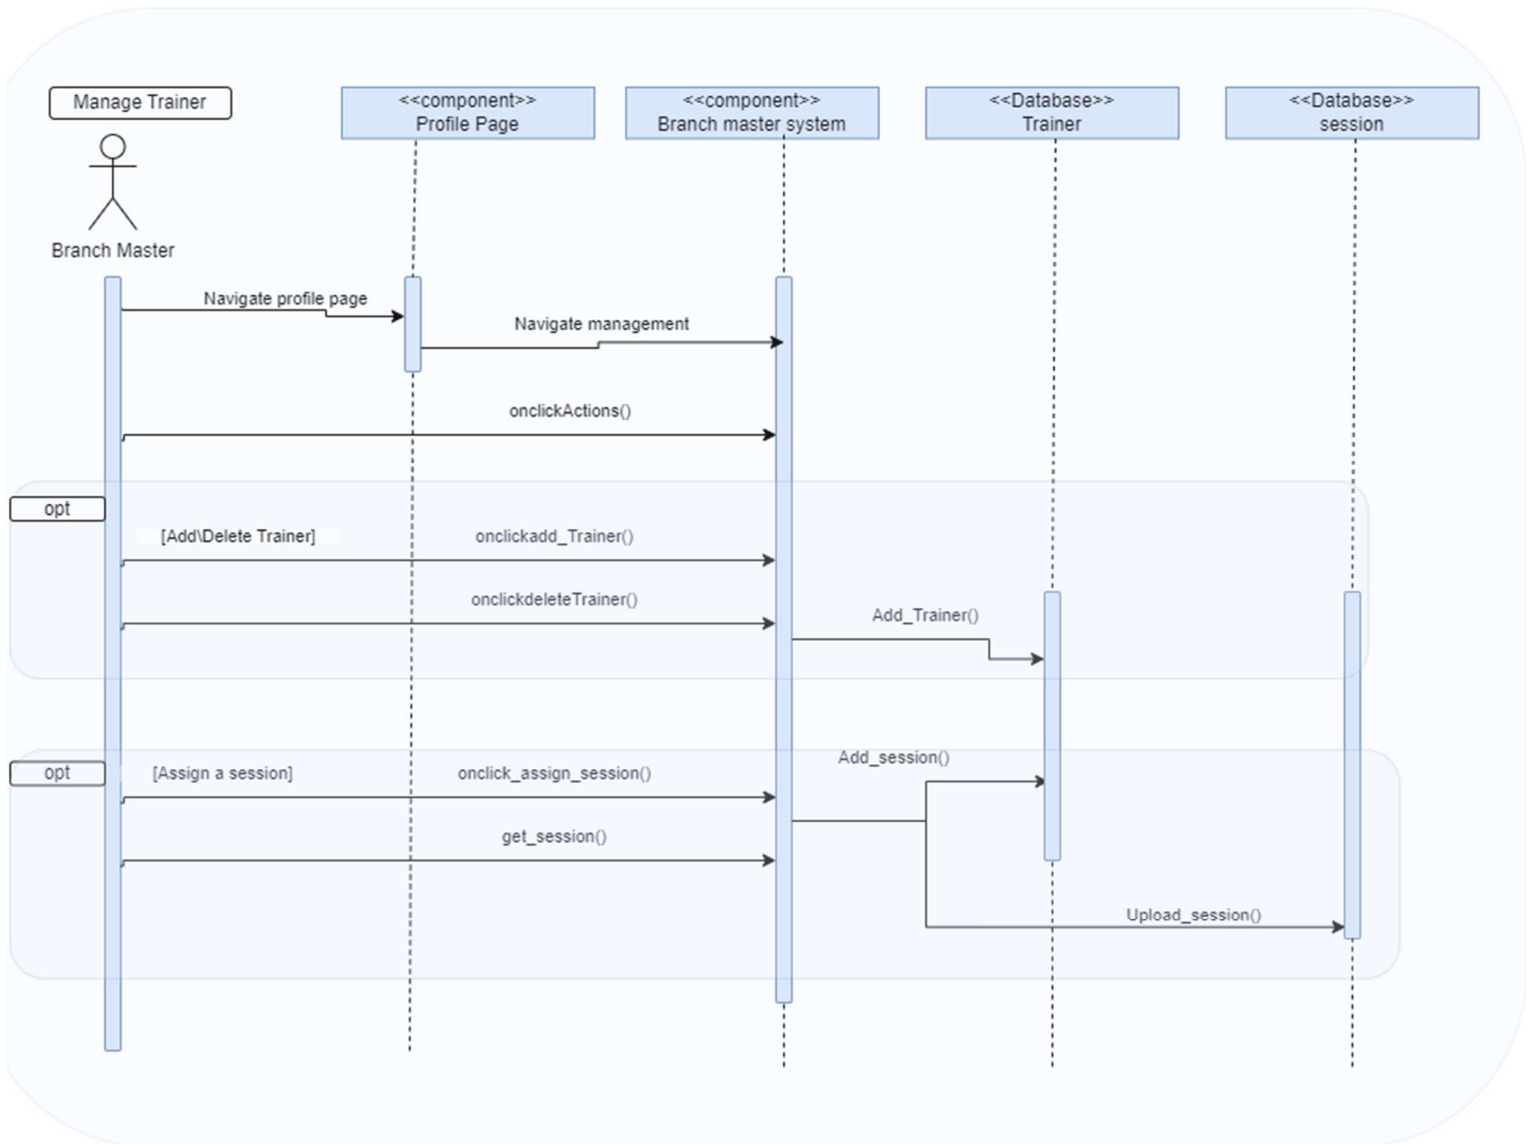 Manage Trainer
<<component>>
Profile Page
<<component>>
Branch master system
<<Database>>
Trainer
<<Database>>
session
Branch Master
Navigate profile page
Navigate management
onclickActions()
opt
[Add\Delete Trainer]
onclickadd_Trainer()
onclickdeleteTrainer()
Add_Trainer()
opt
[Assign a session]
onclick_assign_session()
Add_session()
get_session()
Upload_session()